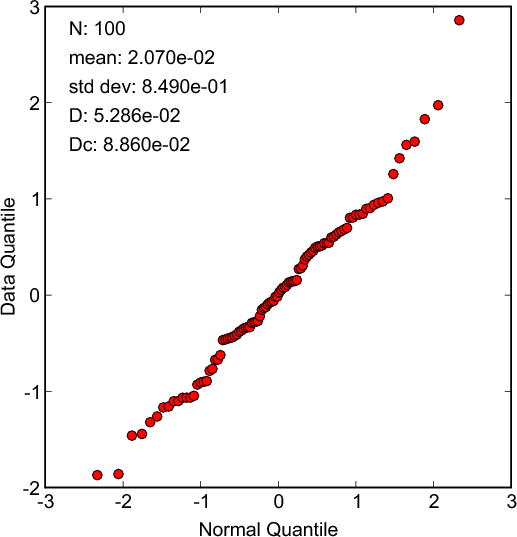 3
N: 100
mean: 2.070e-02
std dev: 8.490e-01
D: 5.286e-02
Dc: 8.860e-02
2
1
0
-1
-2
Data Quantile
-3 -2 -1 0 1 2 3
Normal Quantile